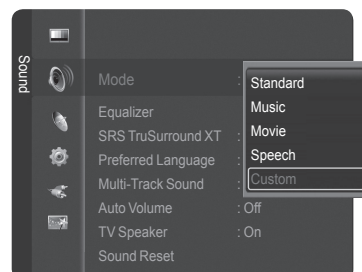 Sound
Mode :
Standard
Music
Movie
Speech
Custom
Equalizer
SRS TruSurround XT :
Preferred Language :
Multi-Track Sound :
Auto Volume : Off
TV Speaker : On
Sound Reset